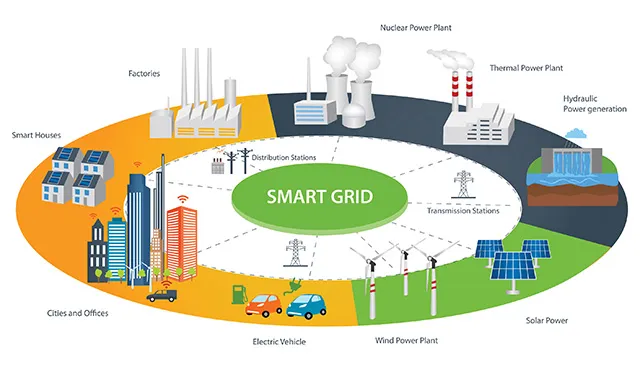 Nuclear Power Plant
Thermal Power Plant
Factories
Hydraulic
Power generation
Smart Houses
Distribution Stations
SMART GRID
Transmission Stations
Cities and Offices
Electric Vehicle
Wind Power Plant
Solar Power